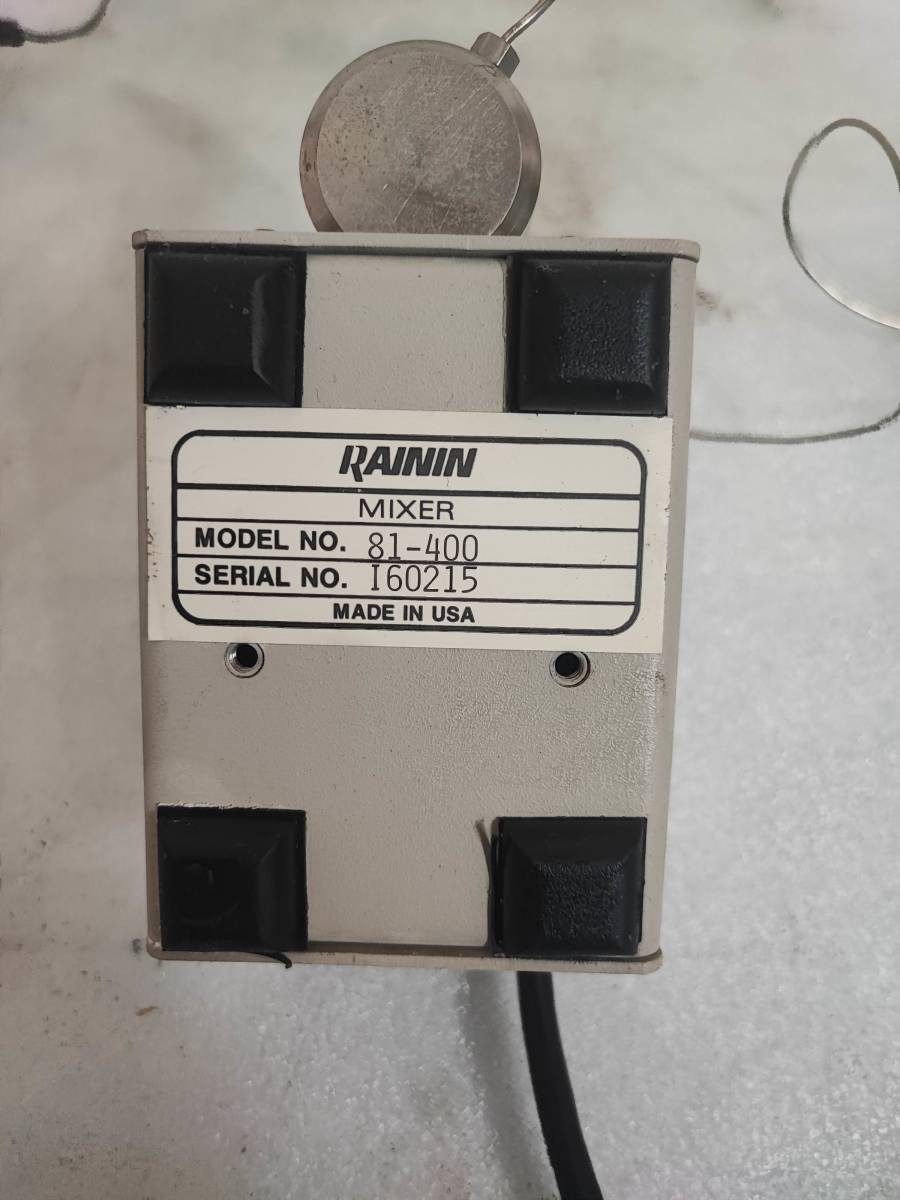 RAININ
MIXER
MODEL NO. 81-400
SERIAL NO. I60215
MADE IN USA